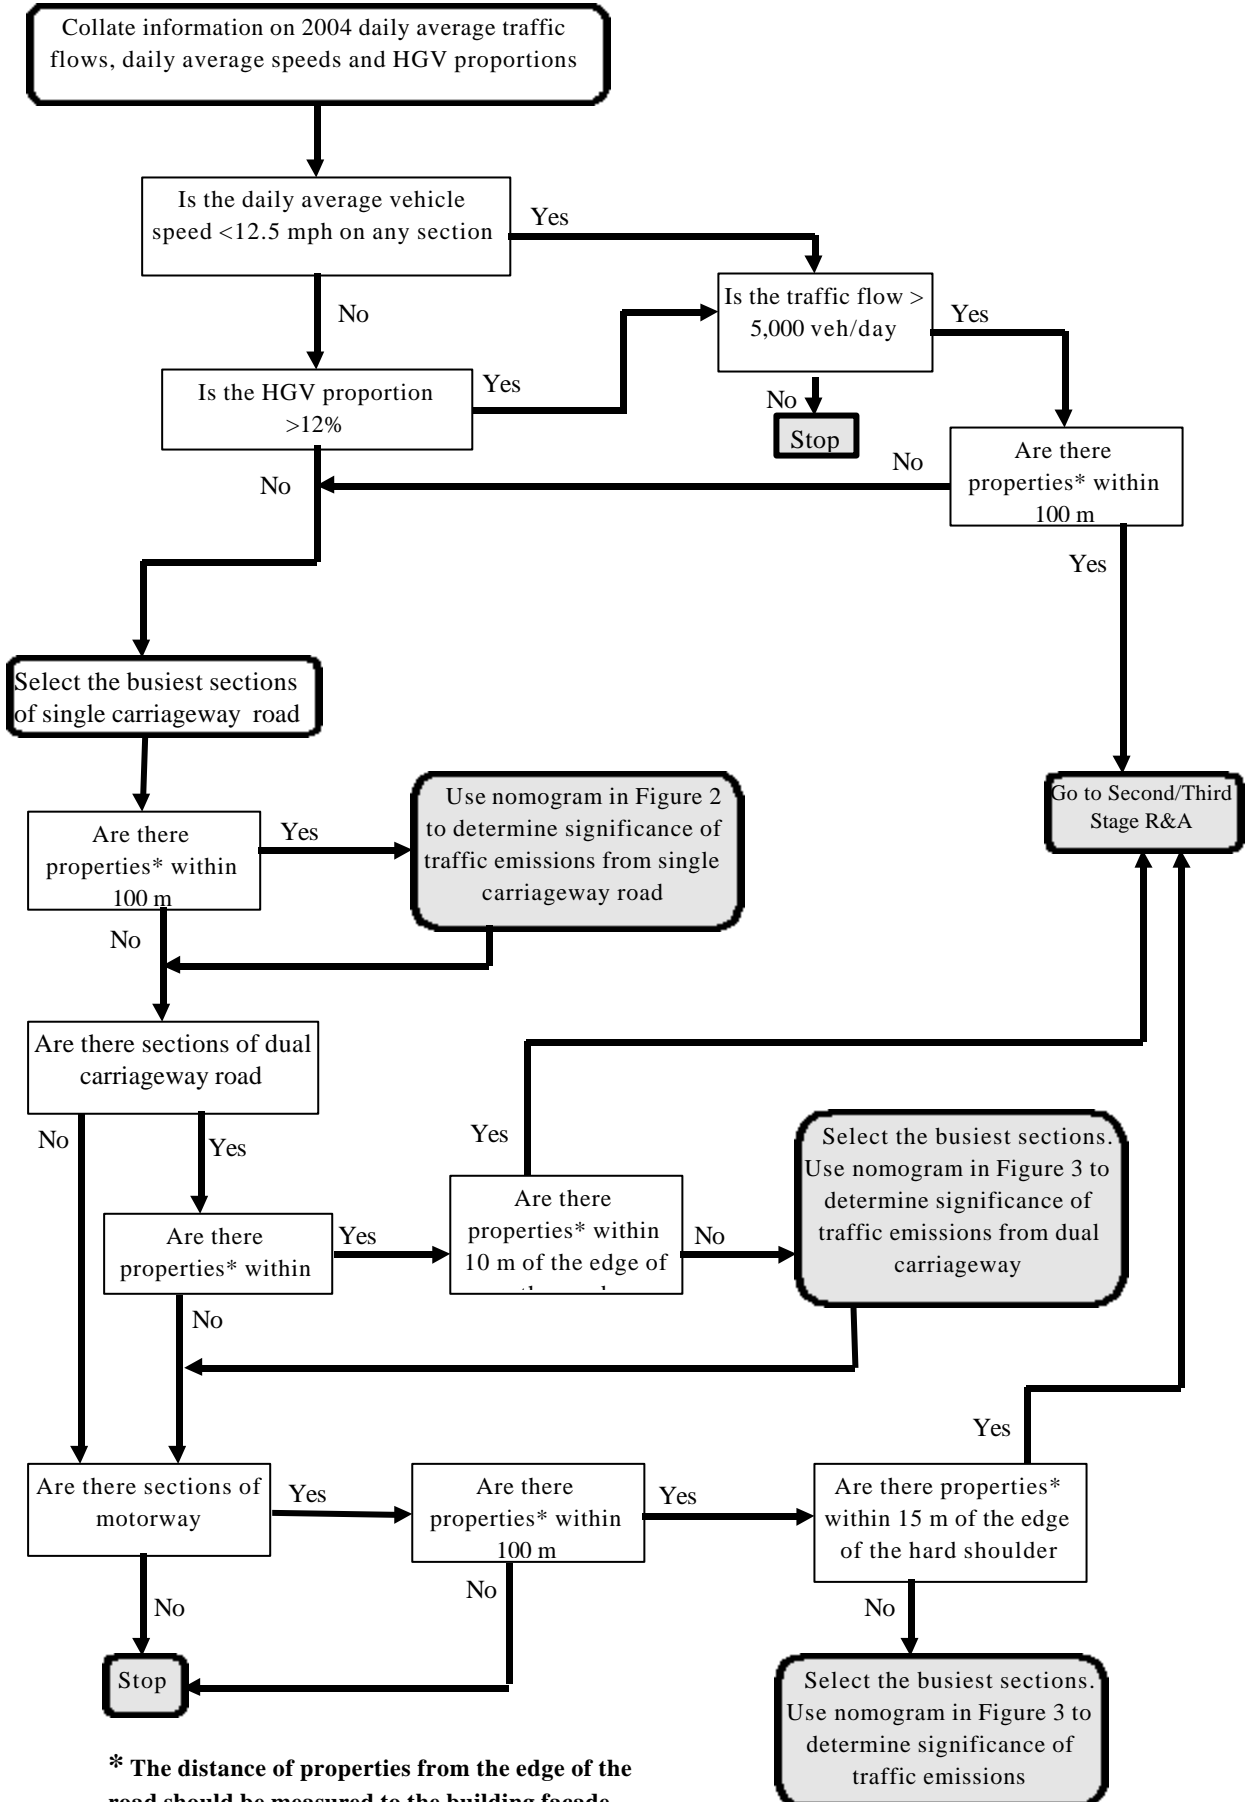 Collate information on 2004 daily average traffic
flows, daily average speeds and HGV proportions
Is the daily average vehicle
speed <12.5 mph on any section
Yes
No
Is the traffic flow >
5,000 veh/day
Yes
No
Stop
Is the HGV proportion
>12%
Yes
No
Are there
properties* within
100 m
No
Yes
Select the busiest sections
of single carriageway road
Are there
properties* within
100 m
Yes
No
Use nomogram in Figure 2
to determine significance of
traffic emissions from single
carriageway road
Go to Second/Third
Stage R&A
Are there sections of dual
carriageway road
No
Yes
Are there
properties* within
Yes
No
Are there
properties* within
10 m of the edge of
Yes
No
Select the busiest sections.
Use nomogram in Figure 3 to
determine significance of
traffic emissions from dual
carriageway
Are there sections of
motorway
Yes
No
Are there
properties* within
100 m
Yes
No
Are there properties*
within 15 m of the edge
of the hard shoulder
Yes
No
Stop
Select the busiest sections.
Use nomogram in Figure 3 to
determine significance of
traffic emissions
* The distance of properties from the edge of the
road should be measured to the building facade